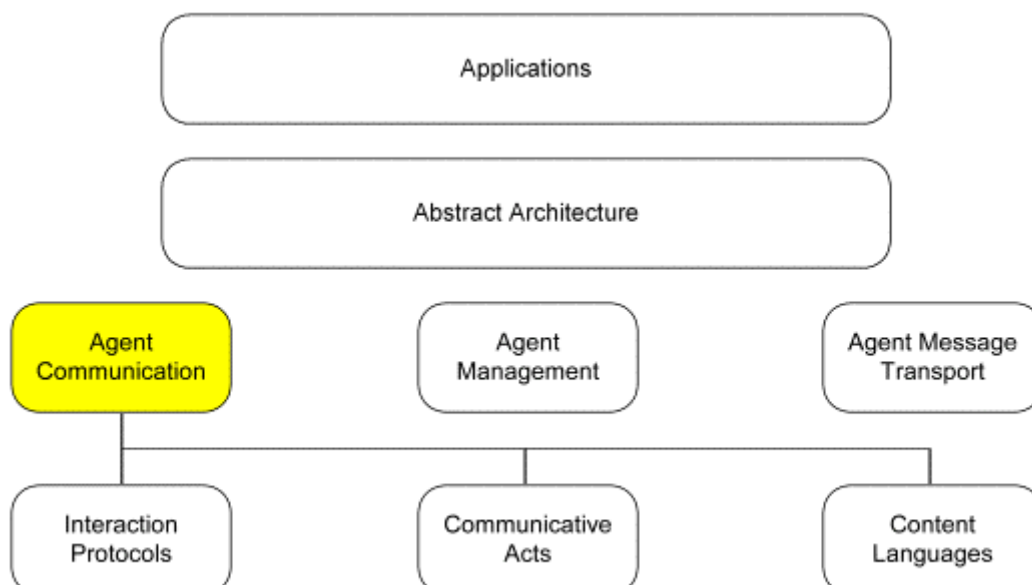 Applications
Abstract Architecture
Agent
Communication
Agent
Management
Agent Message
Transport
Interaction
Protocols
Communicative
Acts
Content
Languages